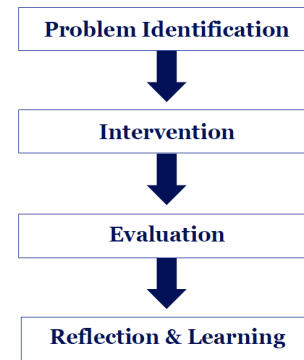 Problem Identification
Intervention
Evaluation
Reflection & Learning